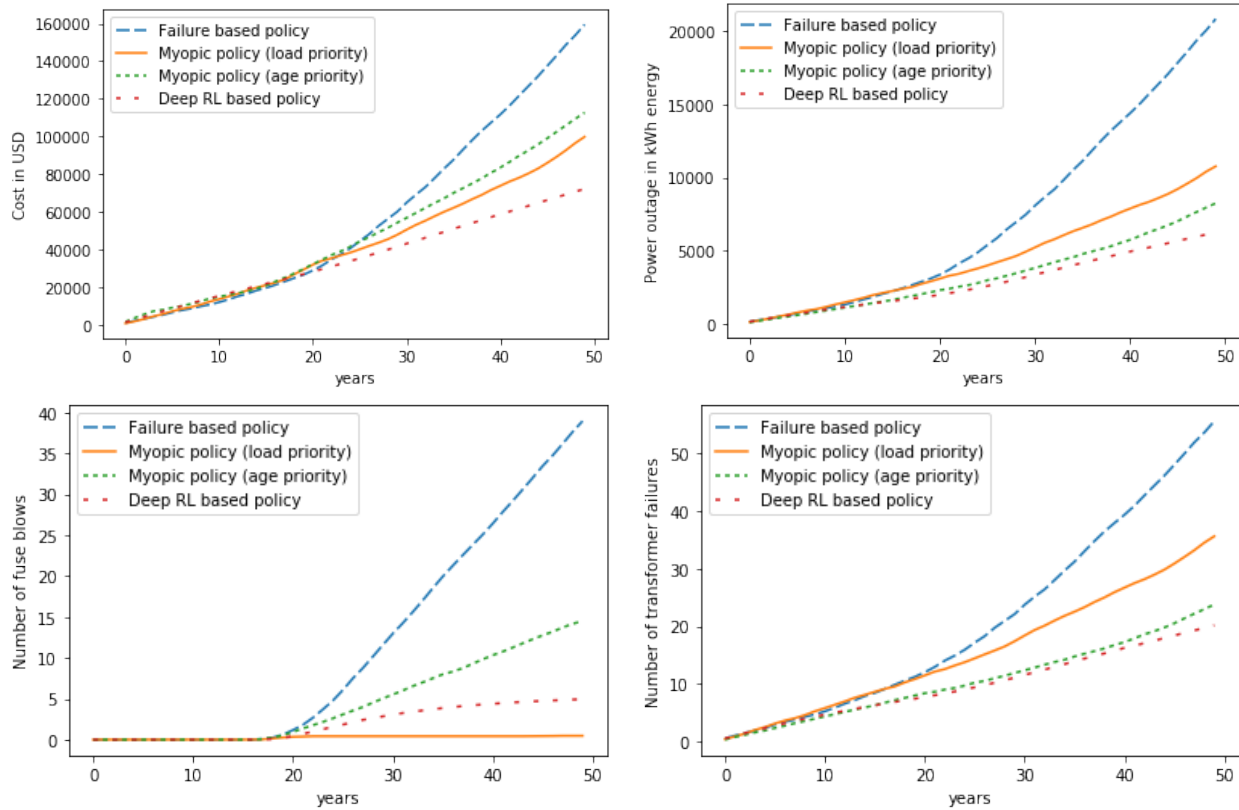 160000
140000
120000
100000
80000
60000
40000
20000
0
Cost in USD
Failure based policy
Myopic policy (load priority)
Myopic policy (age priority)
Deep RL based policy
0 10 20 30 40 50
years
20000
15000
10000
5000
0
Power outage in kWh energy
Failure based policy
Myopic policy (load priority)
Myopic policy (age priority)
Deep RL based policy
0 10 20 30 40 50
years
40
35
30
25
20
15
10
5
0
Number of fuse blows
Failure based policy
Myopic policy (load priority)
Myopic policy (age priority)
Deep RL based policy
0 10 20 30 40 50
years
50
40
30
20
10
0
Number of transformer failures
Failure based policy
Myopic policy (load priority)
Myopic policy (age priority)
Deep RL based policy
0 10 20 30 40 50
years